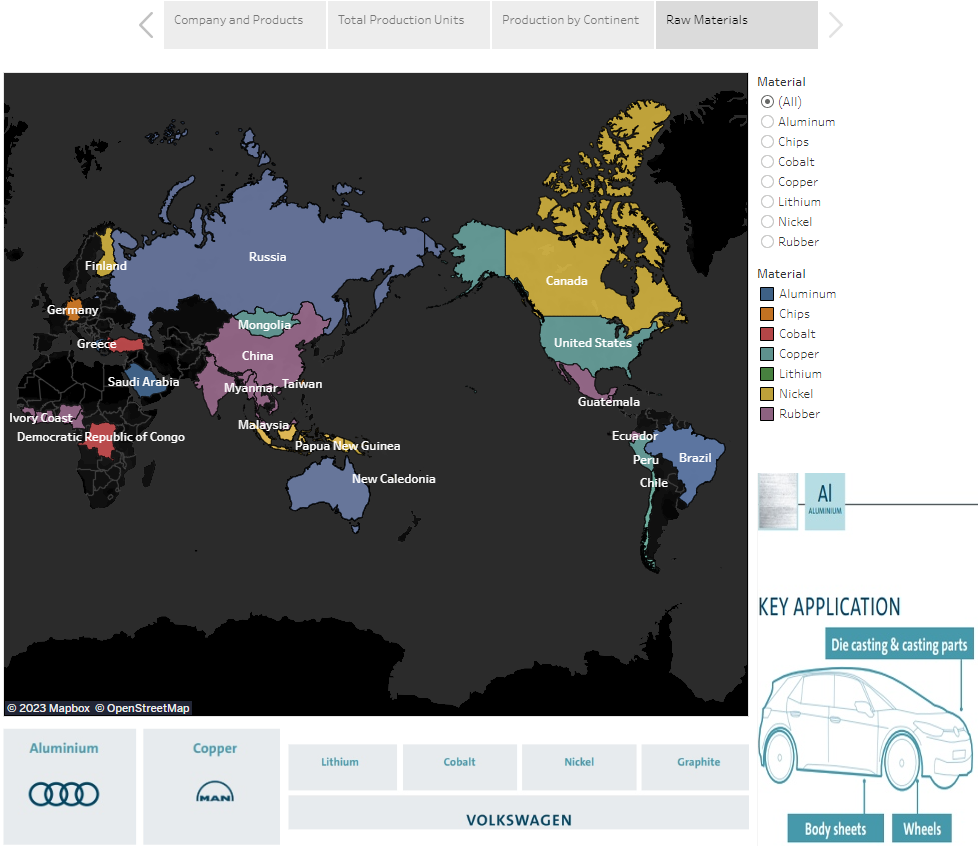 Company and Products
Total Production Units
Production by Continent
Raw Materials
Material
(All)
Aluminum
Chips
Cobalt
Copper
Lithium
Nickel
Rubber
Material
Aluminum
Chips
Cobalt
Copper
Lithium
Nickel
Rubber
Russia
Finland
Canada
Germany
Mongolia
Greece
United States
China
Saudi Arabia
Myanmar
Taiwan
Guatemala
Ivory Coast
Malaysia
Democratic Republic of Congo
Ecuador
Papua New Guinea
Peru
Brazil
New Caledonia
Chile
© 2023 Mapbox © OpenStreetMap
Al
ALUMINIUM
KEY APPLICATION
Die casting & casting parts
Body sheets
Wheels
Aluminium
Copper
MAN
Lithium
Cobalt
Nickel
Graphite
VOLKSWAGEN